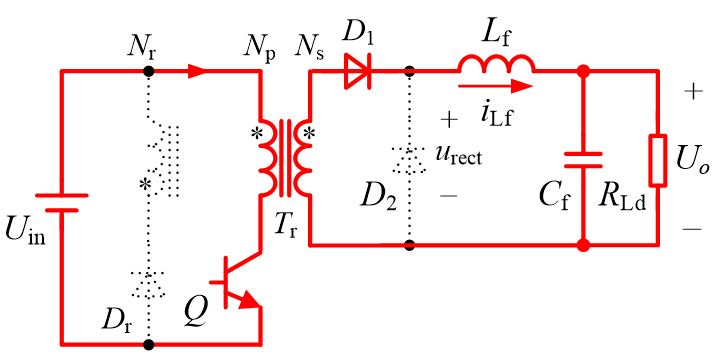 N_r N_p N_s D_1 L_f
* * * + i_Lf +
u_rect
U_in D_2 − C_f R_Ld U_o
T_r −
D_r Q